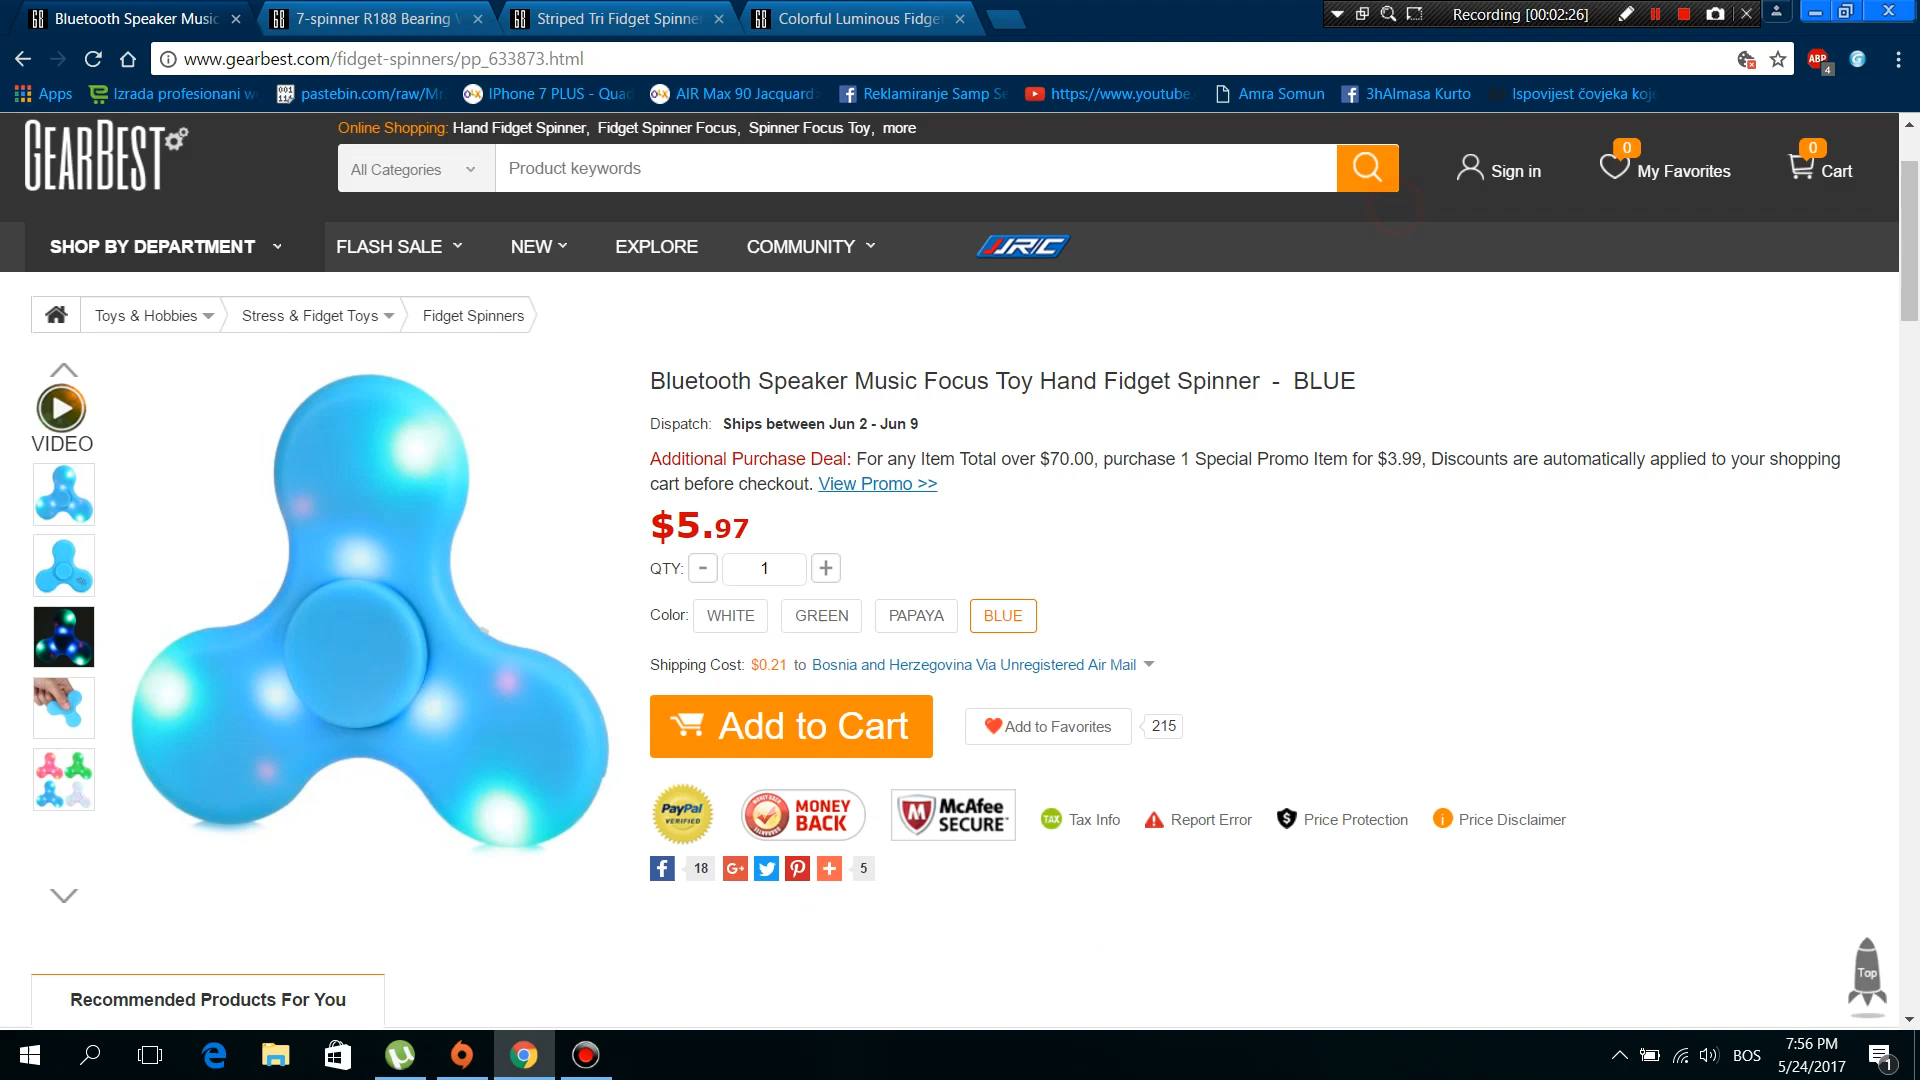 Bluetooth Speaker Music
7-spinner R188 Bearing
Striped Tri Fidget Spinner
Colorful Luminous Fidget
Recording [00:02:26]
www.gearbest.com/fidget-spinners/pp_633873.html
ABP
4
Apps
Izrada profesionalni w
pastebin.com/raw/Mr
IPhone 7 PLUS - Quad
AIR Max 90 Jacquard
Reklamiranje Samp Se
https://www.youtube.
Amra Somun
3hAlmasa Kurto
Ispovijest čovjeka koje
GEARBEST
Online Shopping: Hand Fidget Spinner, Fidget Spinner Focus, Spinner Focus Toy, more
All Categories
Product keywords
Sign in
0
My Favorites
0
Cart
SHOP BY DEPARTMENT
FLASH SALE
NEW
EXPLORE
COMMUNITY
JJRC
Toys & Hobbies
Stress & Fidget Toys
Fidget Spinners
VIDEO
Bluetooth Speaker Music Focus Toy Hand Fidget Spinner - BLUE
Dispatch: Ships between Jun 2 - Jun 9
Additional Purchase Deal: For any Item Total over $70.00, purchase 1 Special Promo Item for $3.99, Discounts are automatically applied to your shopping
cart before checkout. View Promo >>
$5.97
QTY: - 1 +
Color: WHITE GREEN PAPAYA BLUE
Shipping Cost: $0.21 to Bosnia and Herzegovina Via Unregistered Air Mail
Add to Cart
Add to Favorites
215
PayPal
VERIFIED
MONEY
BACK
McAfee
SECURE
TAX
Tax Info
Report Error
Price Protection
Price Disclaimer
18
G+
5
Top
Recommended Products For You
BOS
7:56 PM
5/24/2017
1